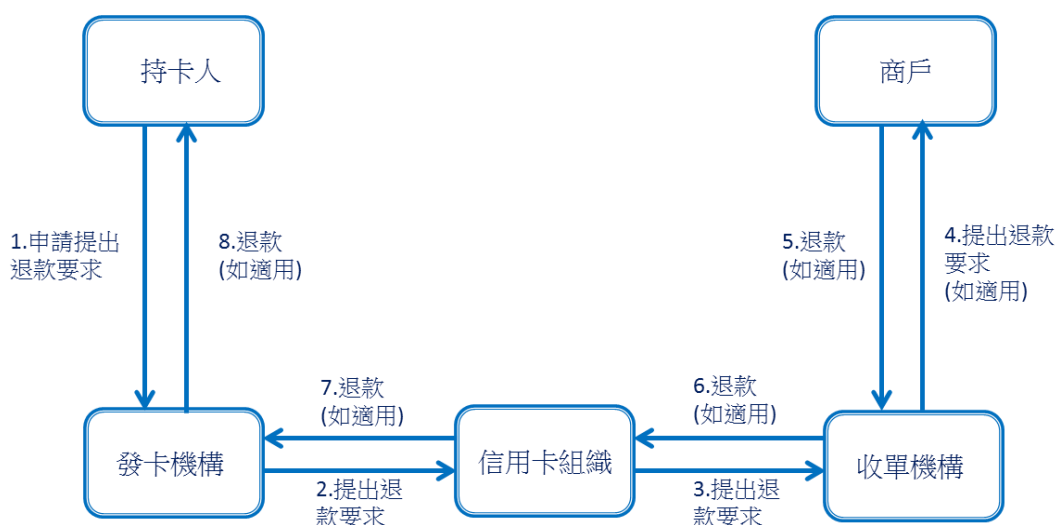 持卡人
商戶
1.申請提出
退款要求
8.退款
(如適用)
5.退款
(如適用)
4.提出退款
要求
(如適用)
7.退款
(如適用)
6.退款
(如適用)
發卡機構
信用卡組織
收單機構
2.提出退
款要求
3.提出退
款要求